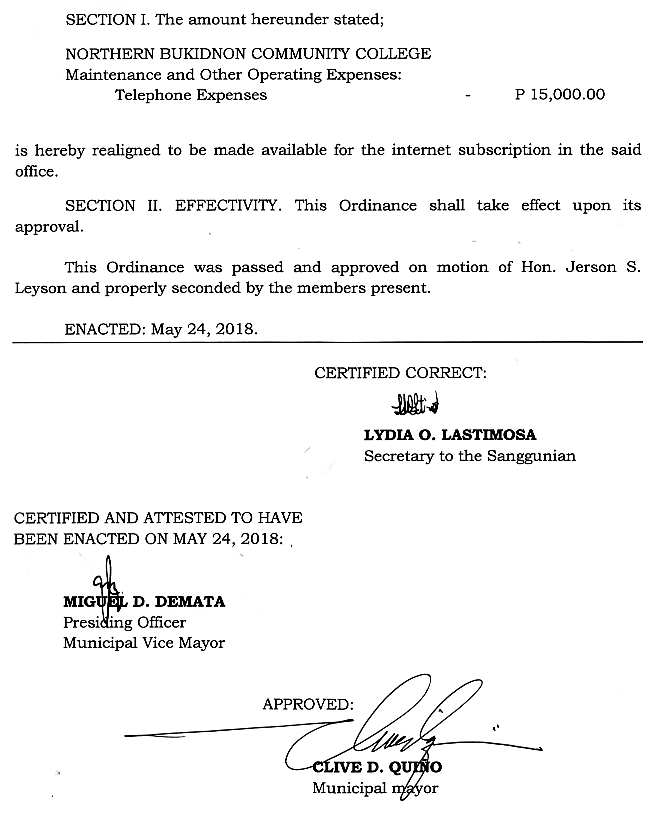 SECTION I. The amount hereunder stated;
NORTHERN BUKIDNON COMMUNITY COLLEGE
Maintenance and Other Operating Expenses:
Telephone Expenses - P 15,000.00
is hereby realigned to be made available for the internet subscription in the said
office.
SECTION II. EFFECTIVITY. This Ordinance shall take effect upon its
approval.
This Ordinance was passed and approved on motion of Hon. Jerson S.
Leyson and properly seconded by the members present.
ENACTED: May 24, 2018.
CERTIFIED CORRECT:
LYDIA O. LASTIMOSA
Secretary to the Sanggunian
CERTIFIED AND ATTESTED TO HAVE
BEEN ENACTED ON MAY 24, 2018:
MIGUEL D. DEMATA
Presiding Officer
Municipal Vice Mayor
APPROVED:
CLIVE D. QUIÑO
Municipal mayor